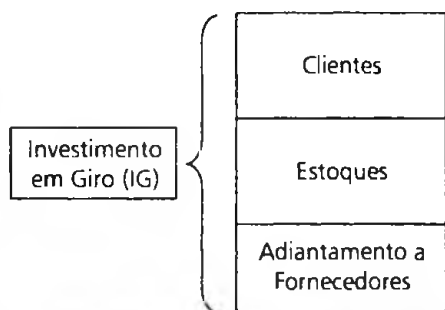 Investimento
em Giro (IG)
Clientes
Estoques
Adiantamento a
Fornecedores